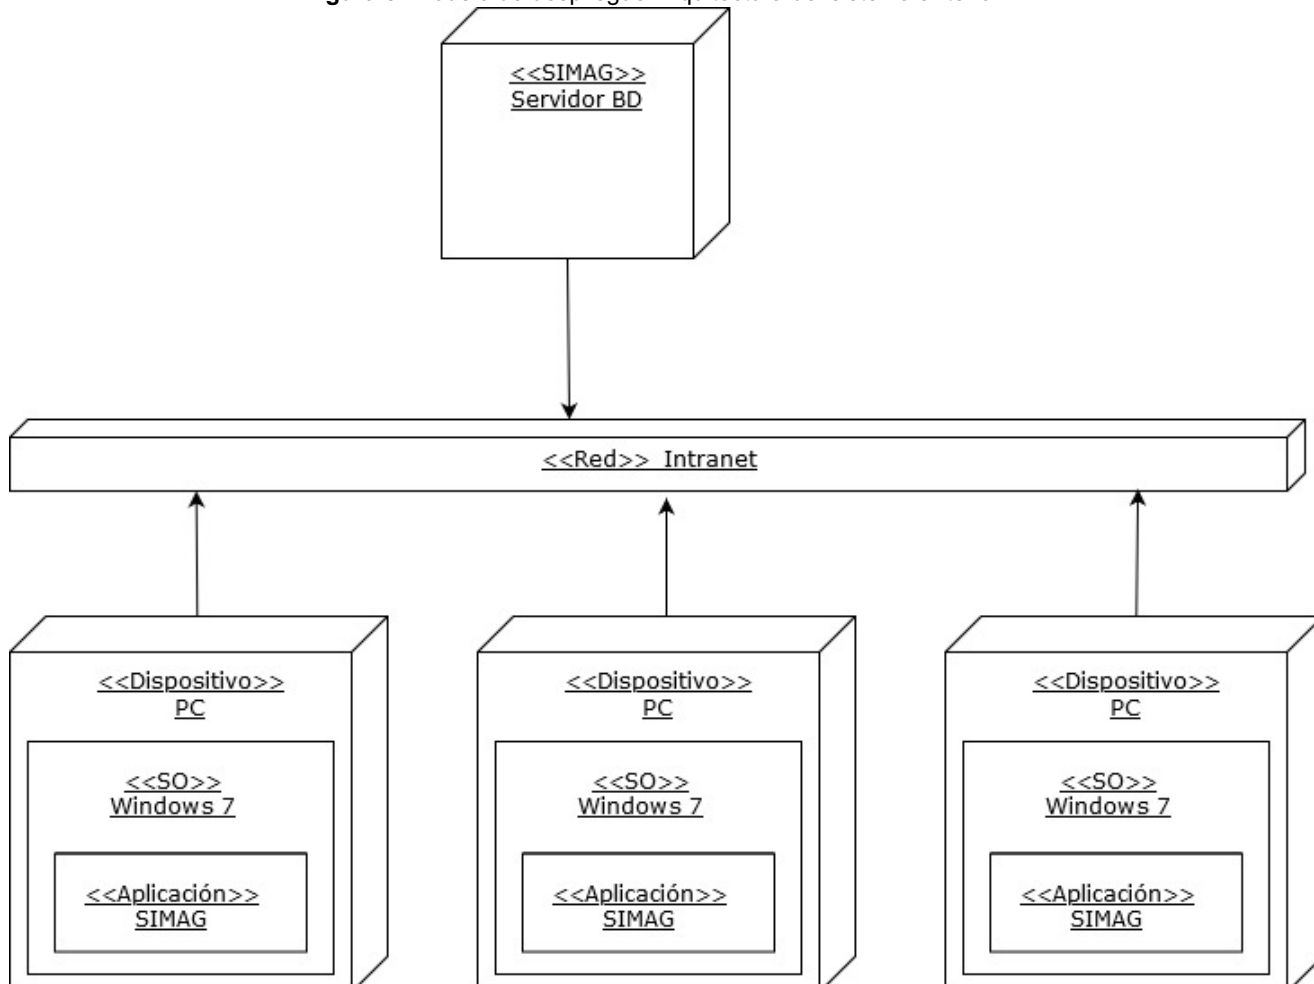 <<SIMAG>>
Servidor BD
<<Red>> Intranet
<<Dispositivo>>
PC
<<SO>>
Windows 7
<<Aplicación>>
SIMAG
<<Dispositivo>>
PC
<<SO>>
Windows 7
<<Aplicación>>
SIMAG
<<Dispositivo>>
PC
<<SO>>
Windows 7
<<Aplicación>>
SIMAG